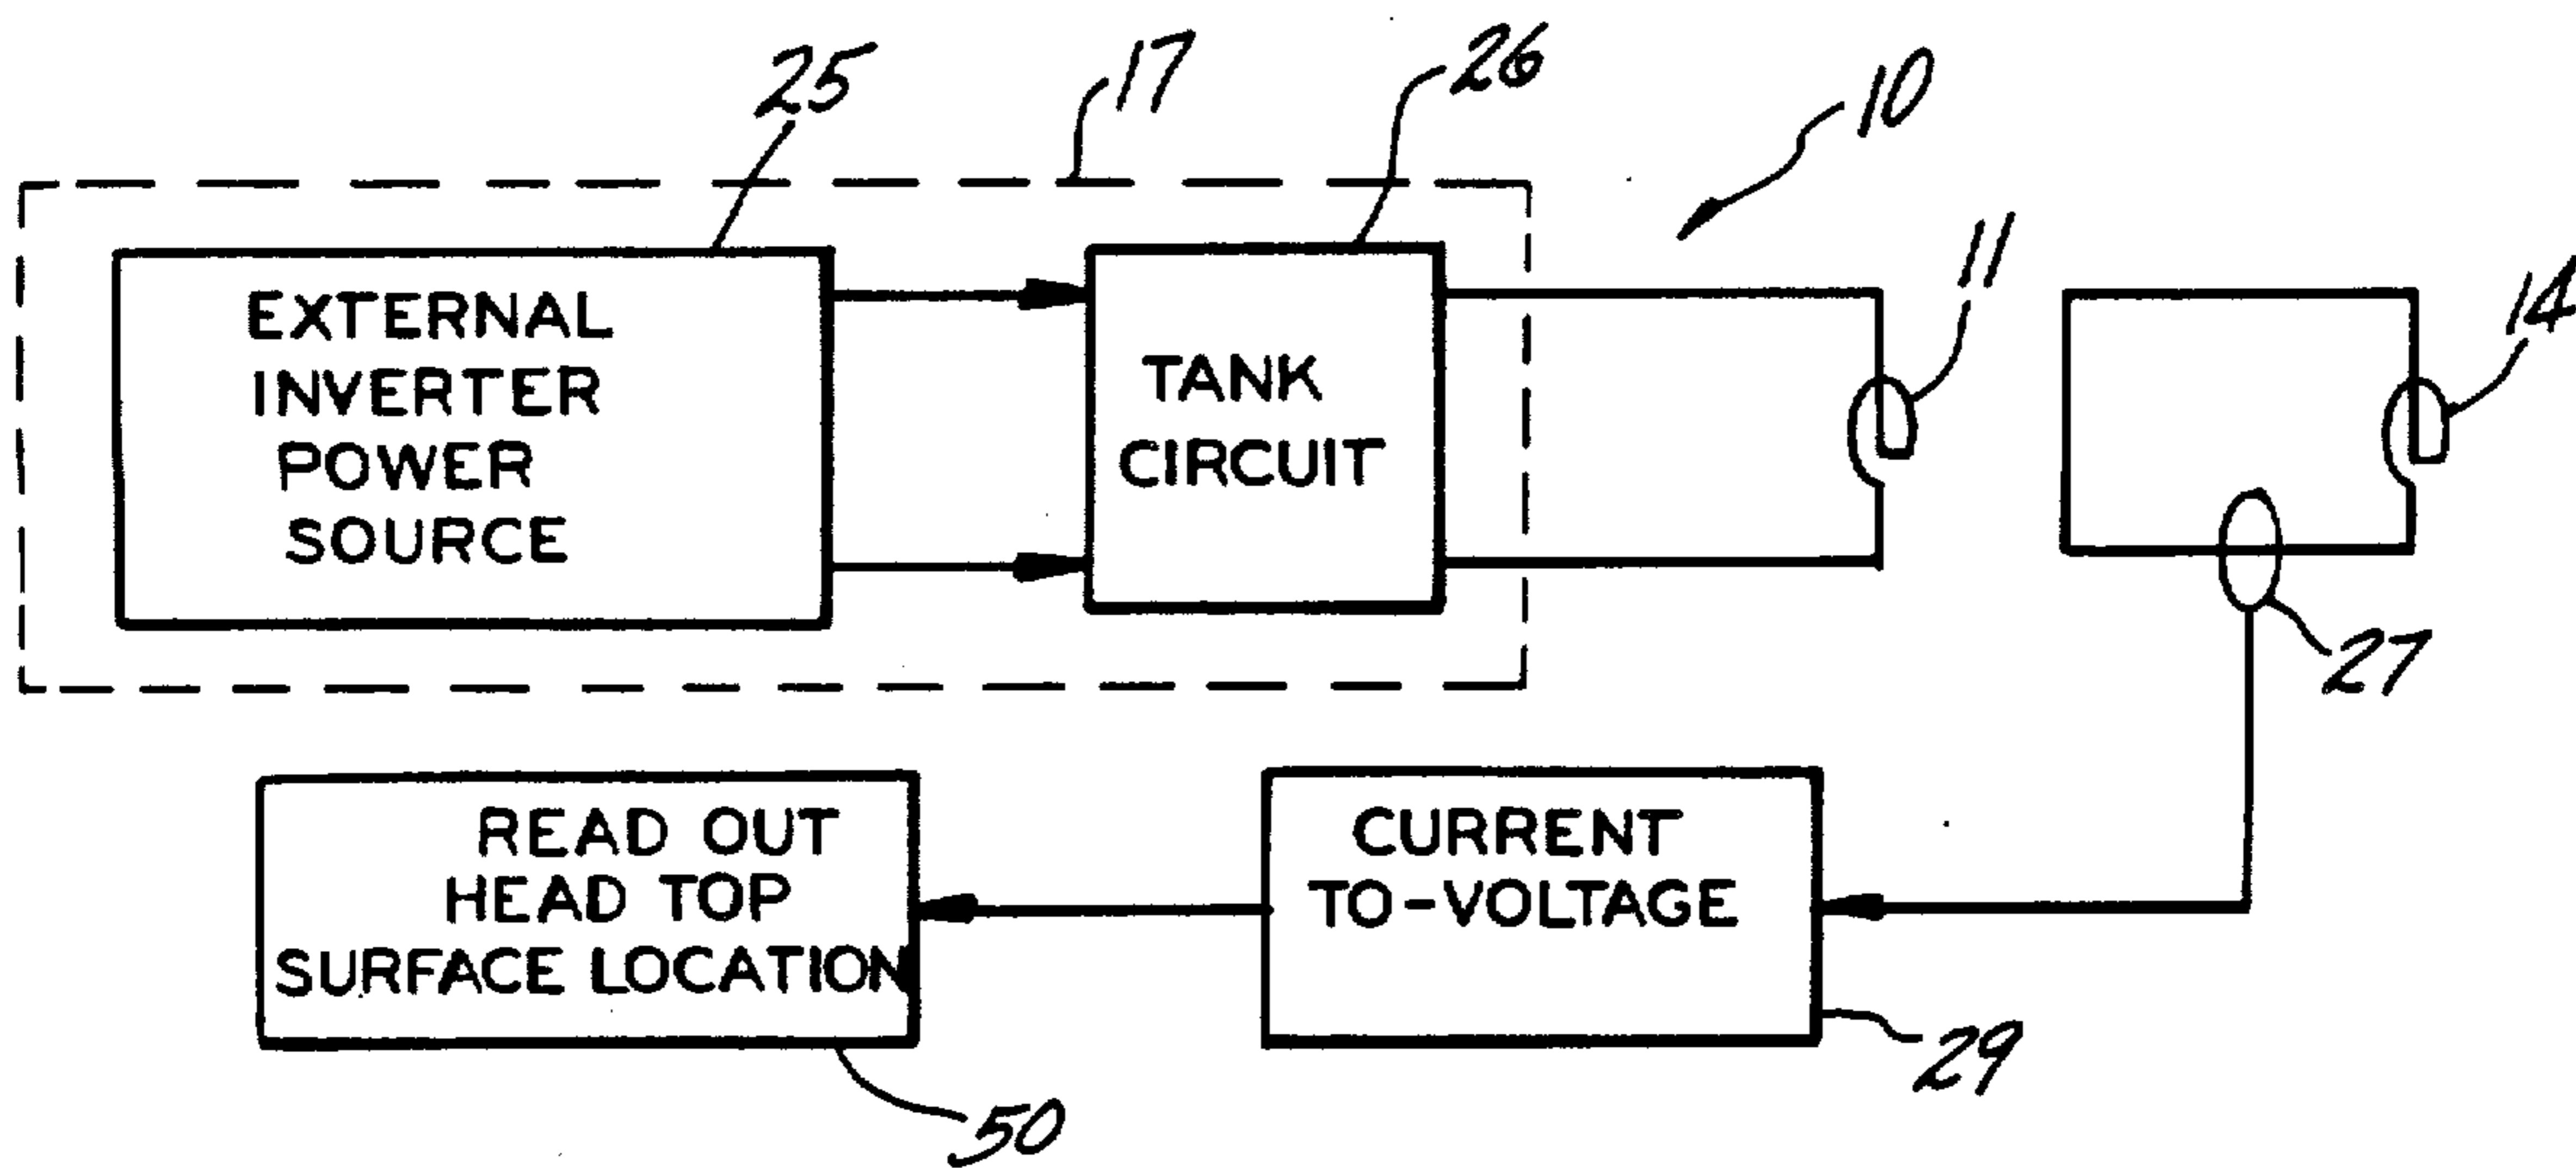 25
17
26
10
11
14
EXTERNAL
INVERTER
POWER
SOURCE
TANK
CIRCUIT
27
READ OUT
HEAD TOP
SURFACE LOCATION
CURRENT
TO-VOLTAGE
29
50